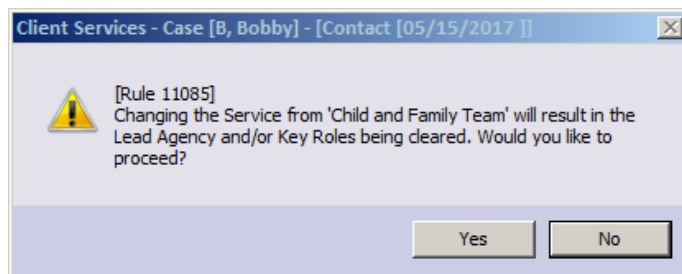 Client Services - Case [B, Bobby] - [Contact [05/15/2017 ]]
[Rule 11085]
Changing the Service from 'Child and Family Team' will result in the
Lead Agency and/or Key Roles being cleared. Would you like to
proceed?
Yes
No